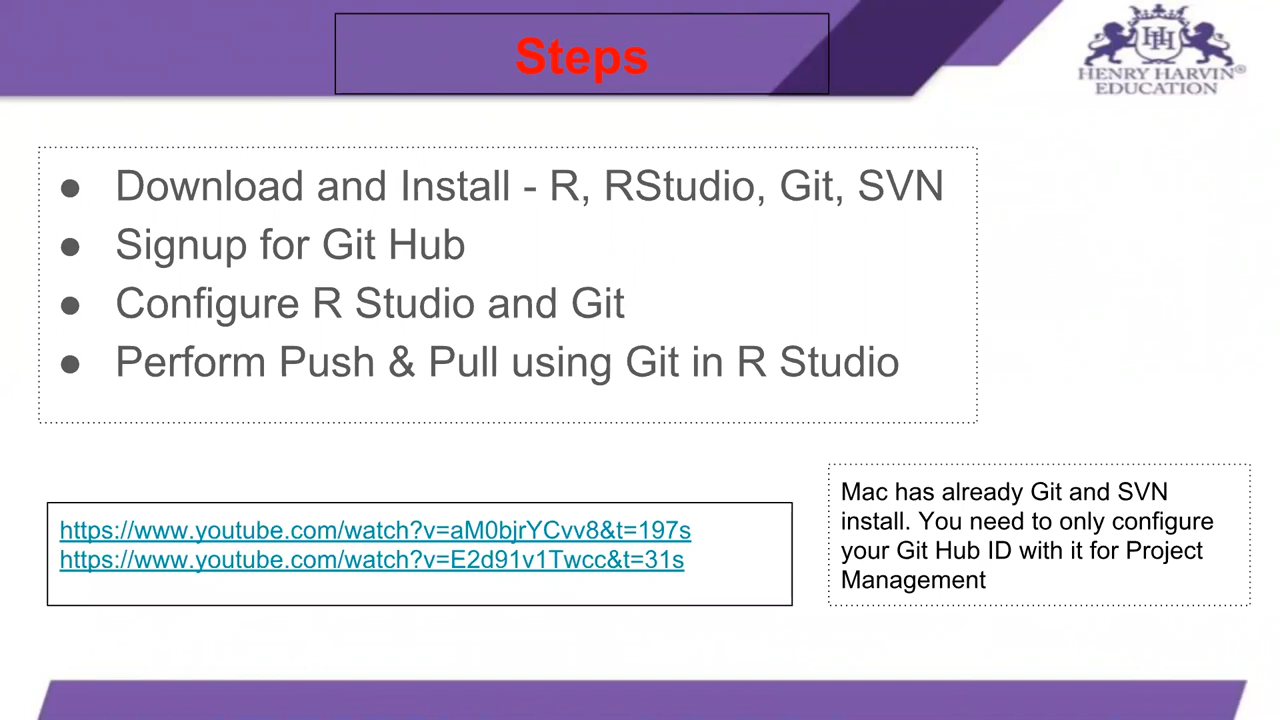 Steps
HENRY HARVIN®
EDUCATION
● Download and Install - R, RStudio, Git, SVN
● Signup for Git Hub
● Configure R Studio and Git
● Perform Push & Pull using Git in R Studio
https://www.youtube.com/watch?v=aM0bjrYCvv8&t=197s
https://www.youtube.com/watch?v=E2d91v1Twcc&t=31s
Mac has already Git and SVN
install. You need to only configure
your Git Hub ID with it for Project
Management